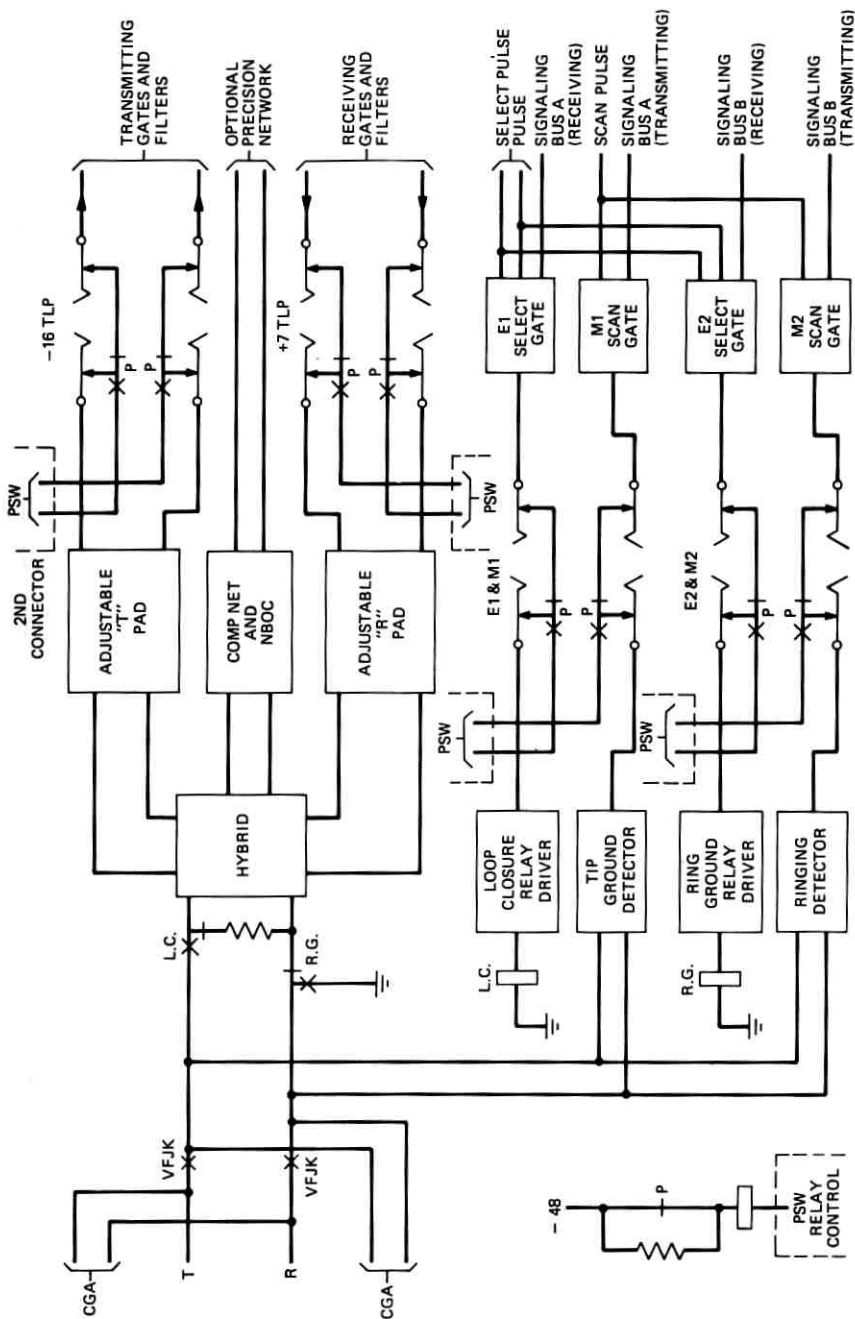 TRANSMITTING
GATES AND
FILTERS
OPTIONAL
PRECISION
NETWORK
RECEIVING
GATES AND
FILTERS
SELECT PULSE
PULSE
SIGNALING
BUS A
(RECEIVING)
SCAN PULSE
SIGNALING
BUS A
(TRANSMITTING)
SIGNALING
BUS B
(RECEIVING)
SIGNALING
BUS B
(TRANSMITTING)
-16 TLP
+7 TLP
P
P
P
P
E1
SELECT
GATE
M1
SCAN
GATE
E2
SELECT
GATE
M2
SCAN
GATE
E1 & M1
E2 & M2
P
P
P
P
PSW
PSW
PSW
PSW
2ND
CONNECTOR
ADJUSTABLE
"T"
PAD
COMP NET
AND
NBOC
ADJUSTABLE
"R"
PAD
HYBRID
LOOP
CLOSURE
RELAY
DRIVER
TIP
GROUND
DETECTOR
RING
GROUND
RELAY
DRIVER
RINGING
DETECTOR
L.C.
R.G.
L.C.
R.G.
VFJK
VFJK
CGA
T
R
CGA
- 48
P
PSW
RELAY
CONTROL